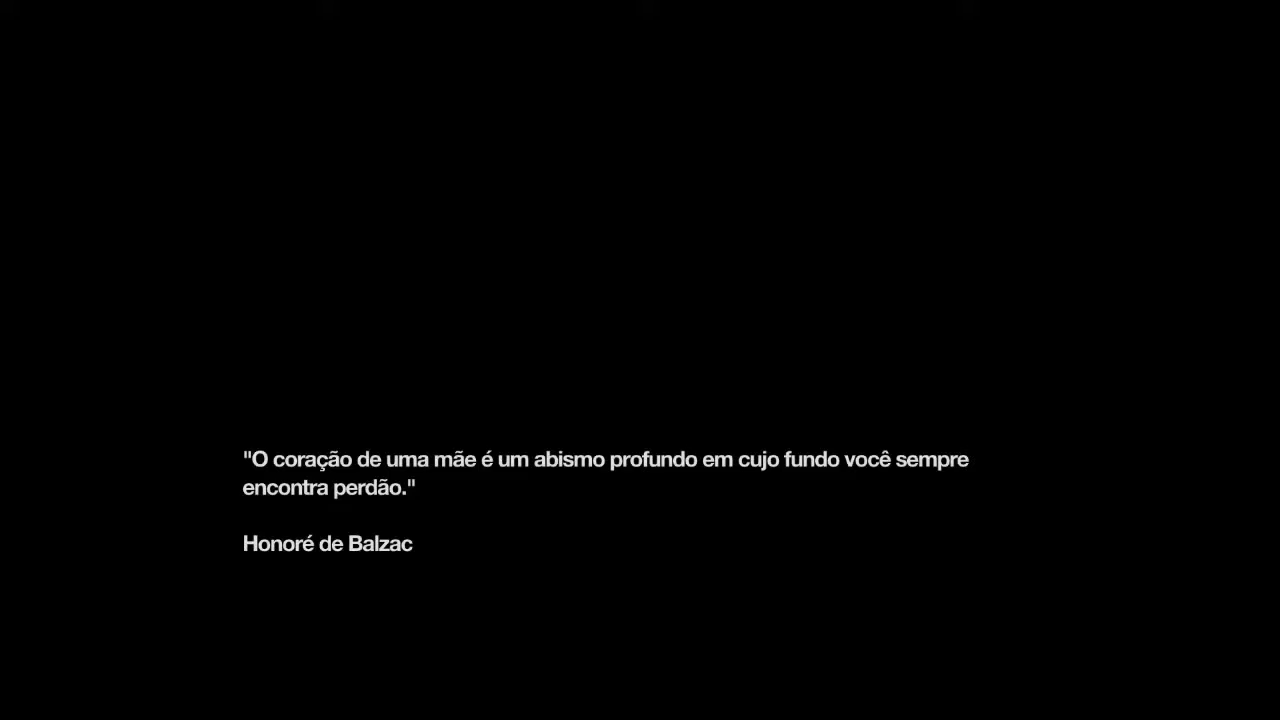 "O coração de uma mãe é um abismo profundo em cujo fundo você sempre
encontra perdão."
Honoré de Balzac